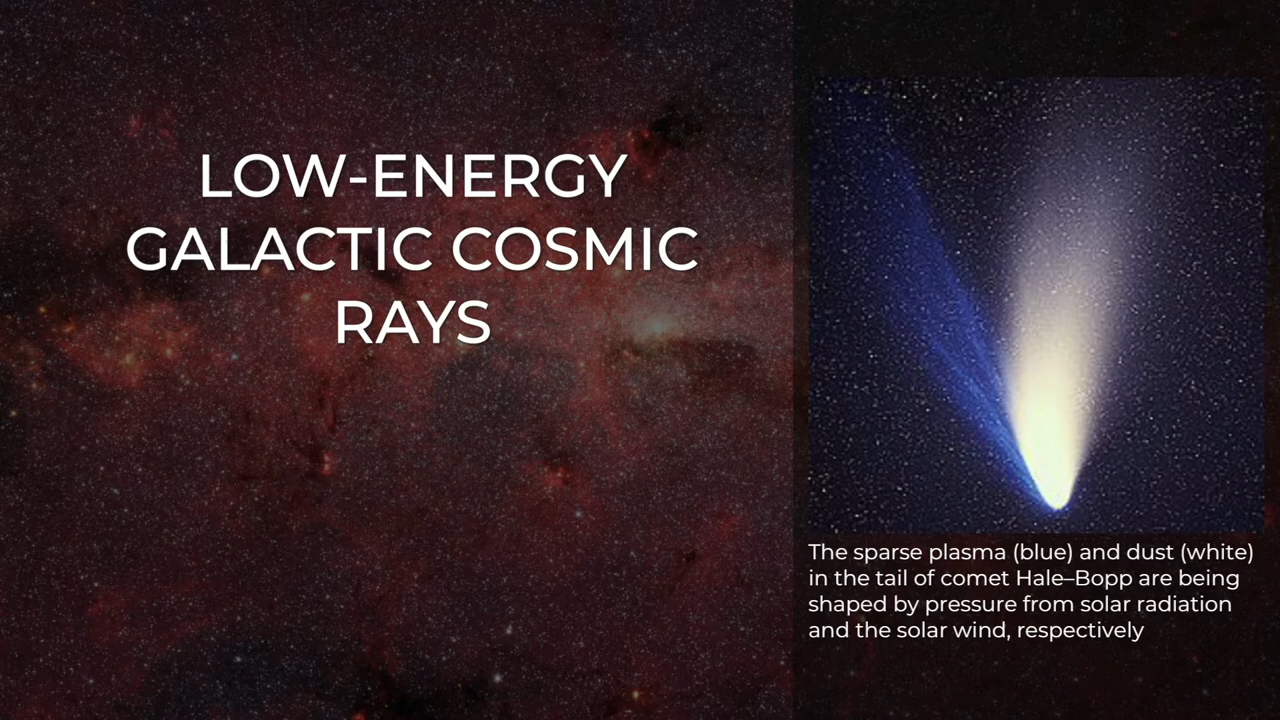 LOW-ENERGY
GALACTIC COSMIC
RAYS
The sparse plasma (blue) and dust (white)
in the tail of comet Hale–Bopp are being
shaped by pressure from solar radiation
and the solar wind, respectively